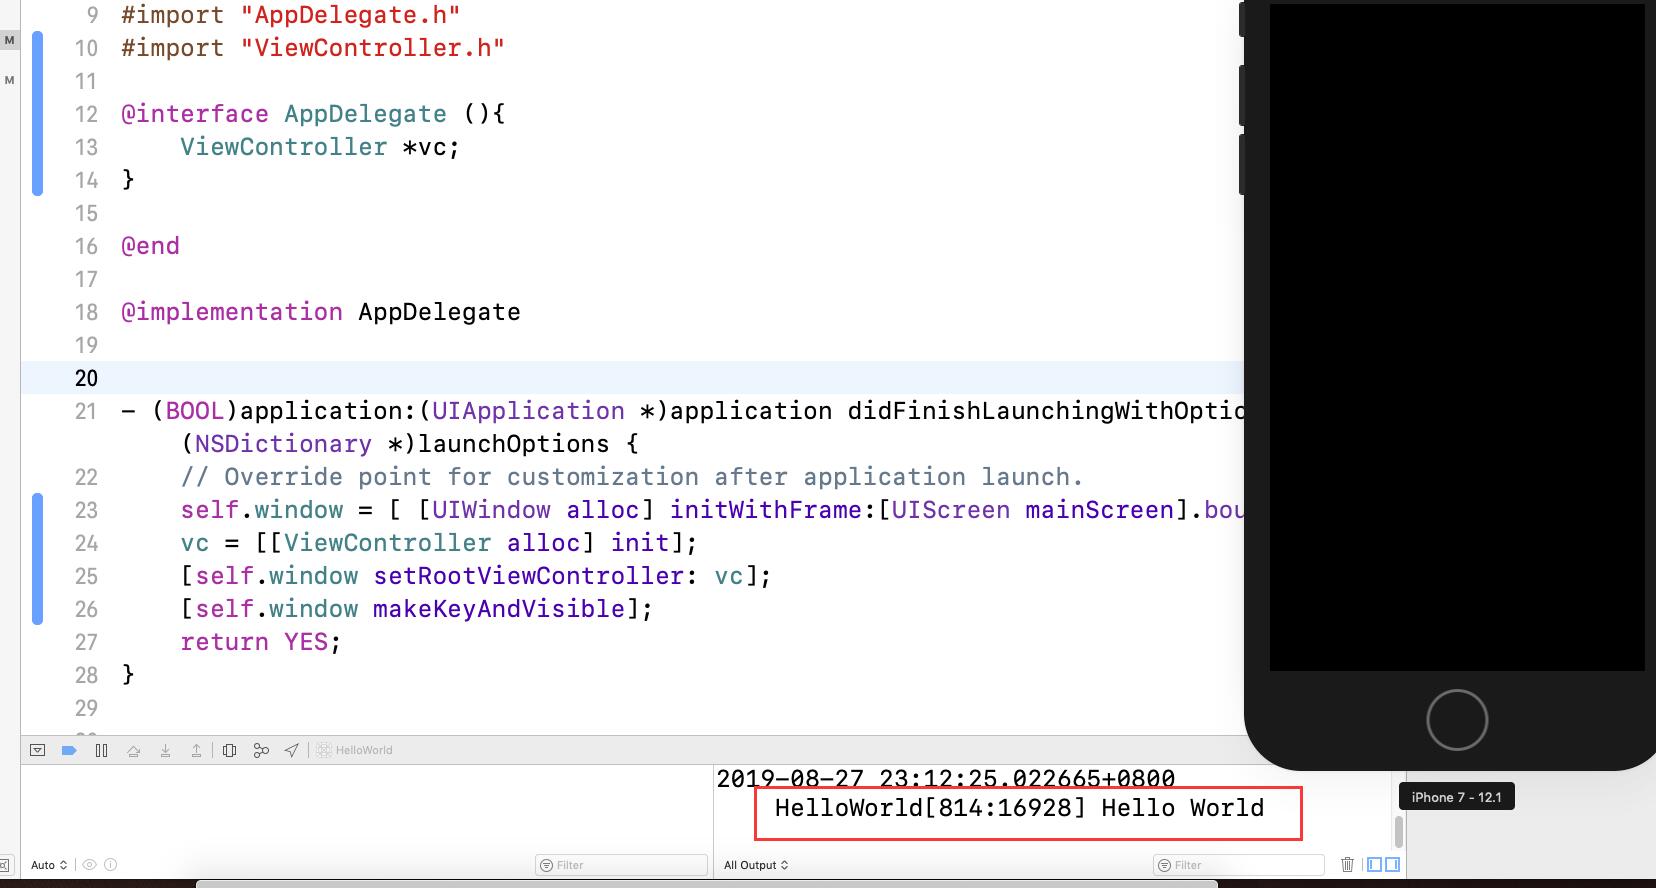 9 #import "AppDelegate.h"
M
10 #import "ViewController.h"
M
11
12 @interface AppDelegate (){
13 ViewController *vc;
14 }
15
16 @end
17
18 @implementation AppDelegate
19
20
21 – (BOOL)application:(UIApplication *)application didFinishLaunchingWithOptio
(NSDictionary *)launchOptions {
22 // Override point for customization after application launch.
23 self.window = [ [UIWindow alloc] initWithFrame:[UIScreen mainScreen].bou
24 vc = [[ViewController alloc] init];
25 [self.window setRootViewController: vc];
26 [self.window makeKeyAndVisible];
27 return YES;
28 }
29
HelloWorld
2019-08-27 23:12:25.022665+0800
HelloWorld[814:16928] Hello World
iPhone 7 - 12.1
Auto
Filter
All Output
Filter